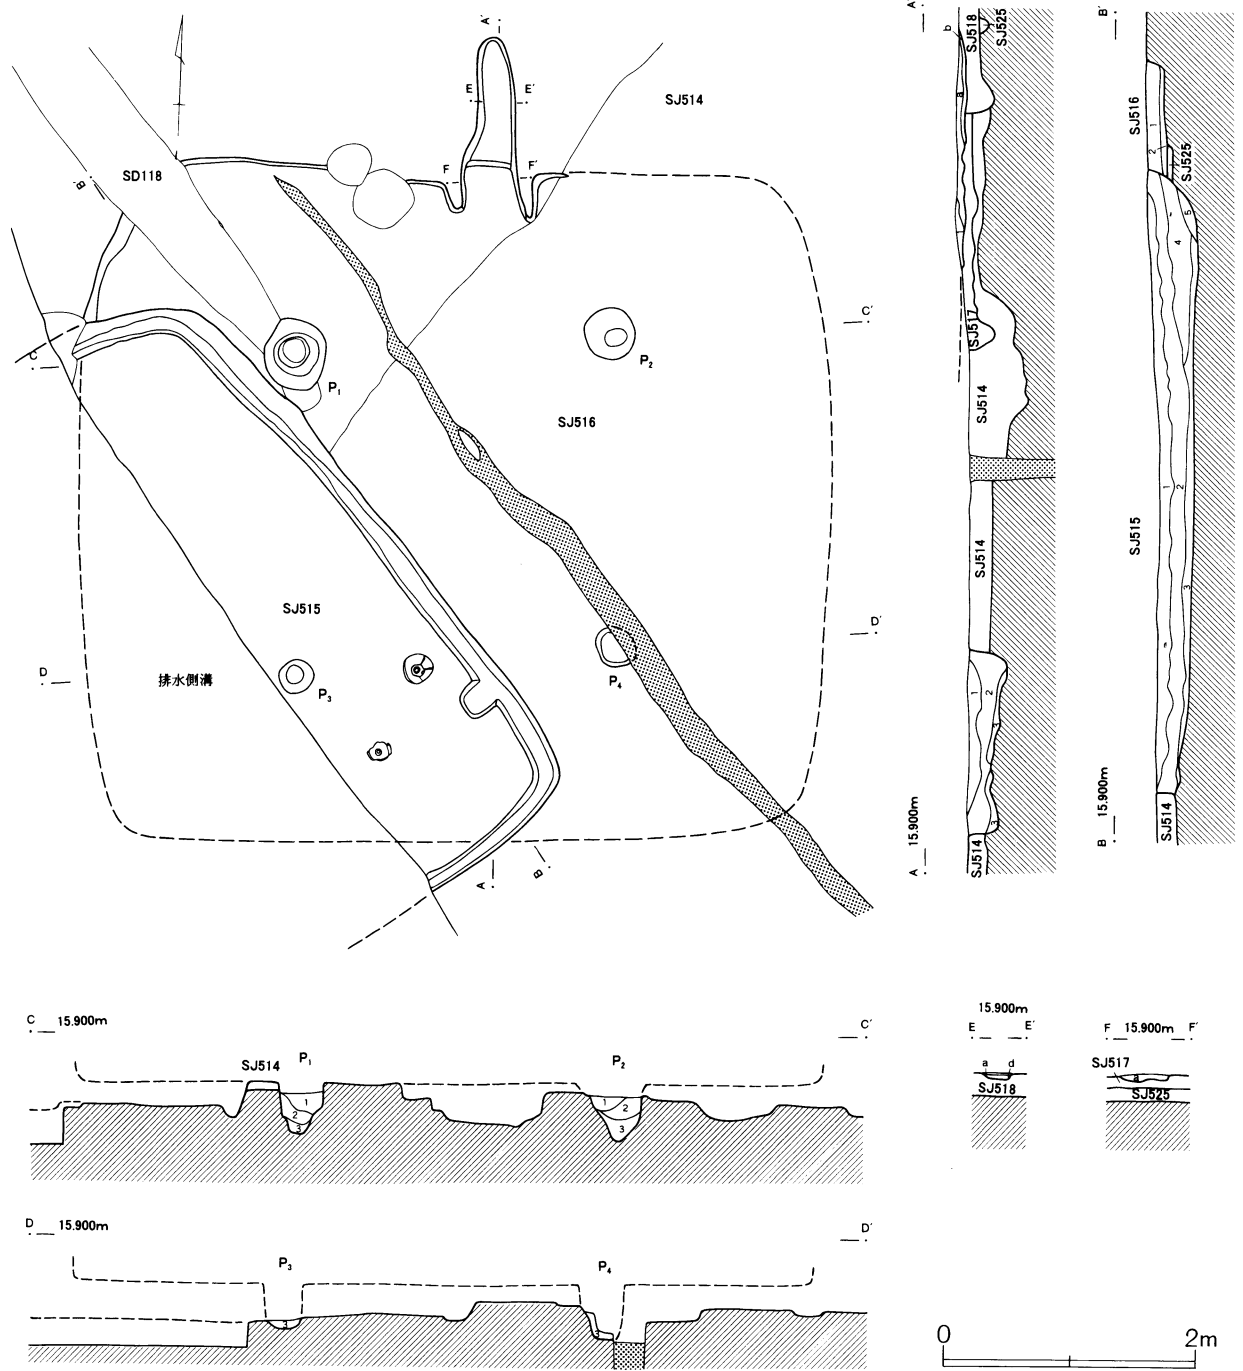 A′
E
E′
SJ514
F
F′
SD118
B′
C′
C
P₁
P₂
SJ516
SJ515
D′
D
排水側溝
P₃
P₄
A
B
A′
b
SJ518
SJ525
a
SJ517
SJ514
SJ514
1
2
3
3
SJ514
A 15.900m
B′
SJ516
1
2
SJ525
5
4
1
2
3
SJ515
SJ514
B 15.900m
C 15.900m
C′
SJ514
P₁
P₂
1
2
3
1
2
3
D 15.900m
D′
P₃
P₄
3
3
15.900m
E
E′
a
d
SJ518
F 15.900m F′
SJ517
a
SJ525
0
2m